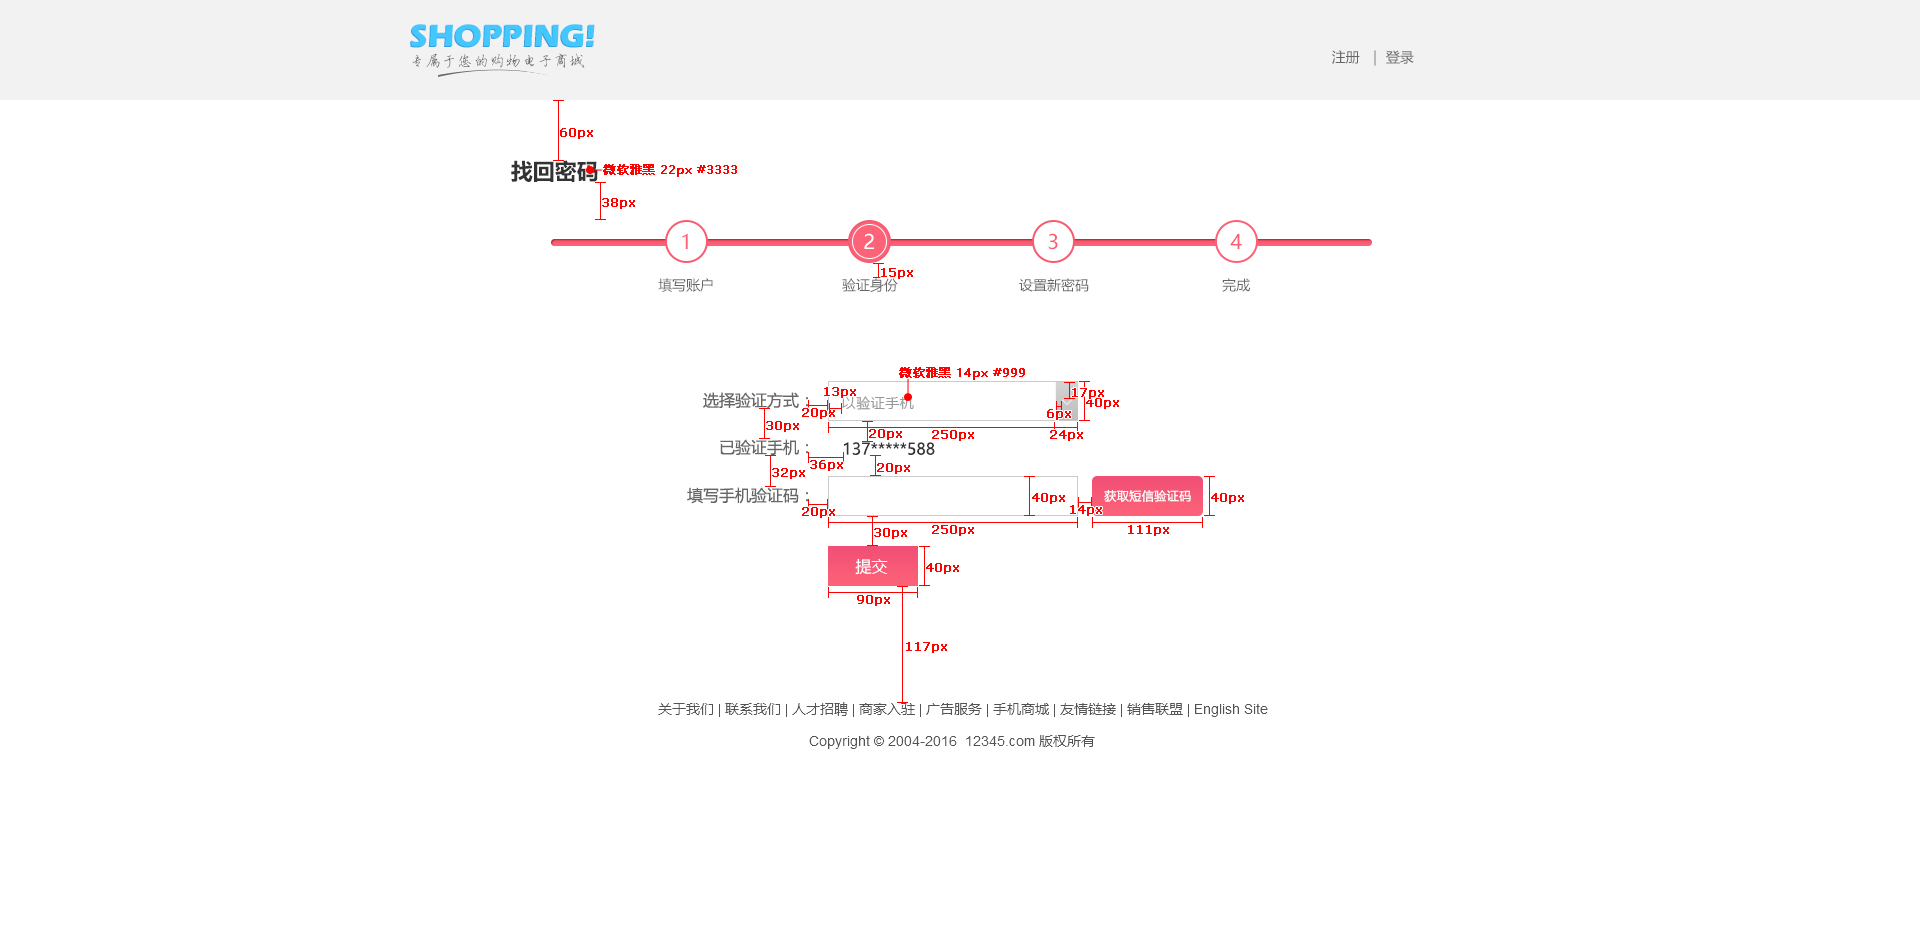 SHOPPING!
专属于您的购物电子商城
注册 | 登录
60px
找回密码
微软雅黑 22px #3333
38px
1
2
3
4
15px
填写账户
验证身份
设置新密码
完成
微软雅黑 14px #999
选择验证方式：
13px
20px
以验证手机
17px
40px
6px
30px
20px
250px
24px
已验证手机：
137*****588
36px
32px
20px
填写手机验证码：
20px
40px
14px
获取短信验证码
40px
250px
111px
30px
提交
40px
90px
117px
关于我们 | 联系我们 | 人才招聘 | 商家入驻 | 广告服务 | 手机商城 | 友情链接 | 销售联盟 | English Site
Copyright © 2004-2016 12345.com 版权所有